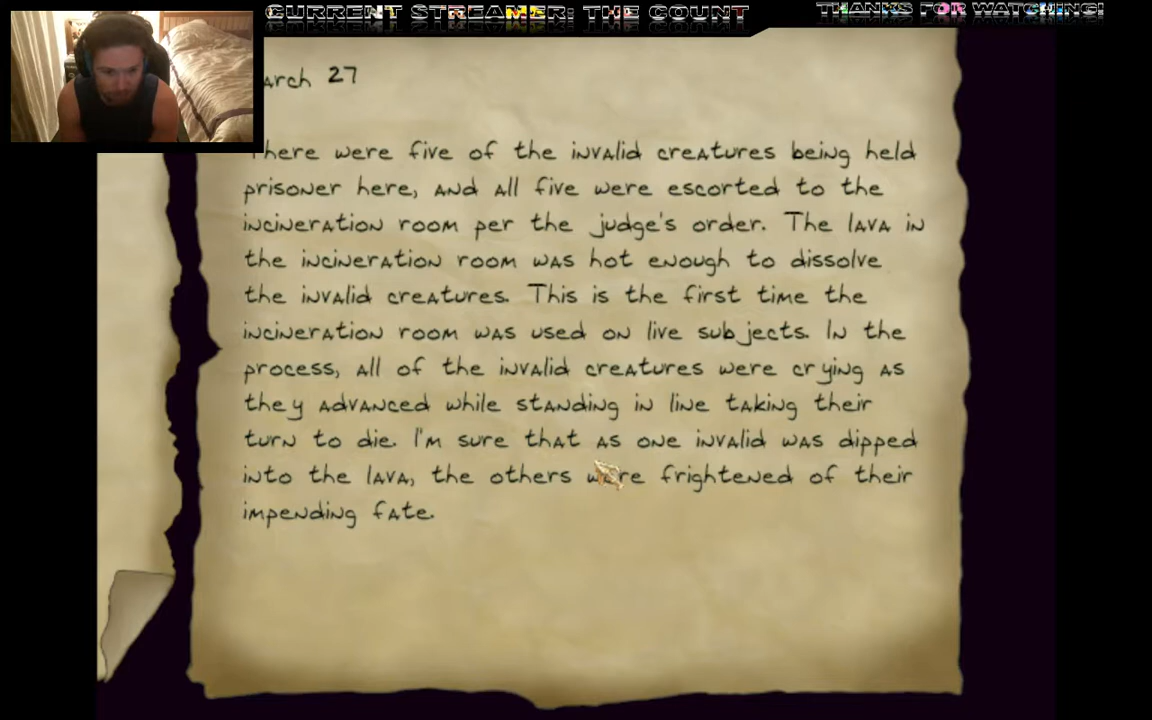 CURRENT STREAMER: THE COUNT
THANKS FOR WATCHING!
arch 27
There were five of the invalid creatures being held
prisoner here, and all five were escorted to the
incineration room per the judge's order. The lava in
the incineration room was hot enough to dissolve
the invalid creatures. This is the first time the
incineration room was used on live subjects. In the
process, all of the invalid creatures were crying as
they advanced while standing in line taking their
turn to die. I'm sure that as one invalid was dipped
into the lava, the others were frightened of their
impending fate.